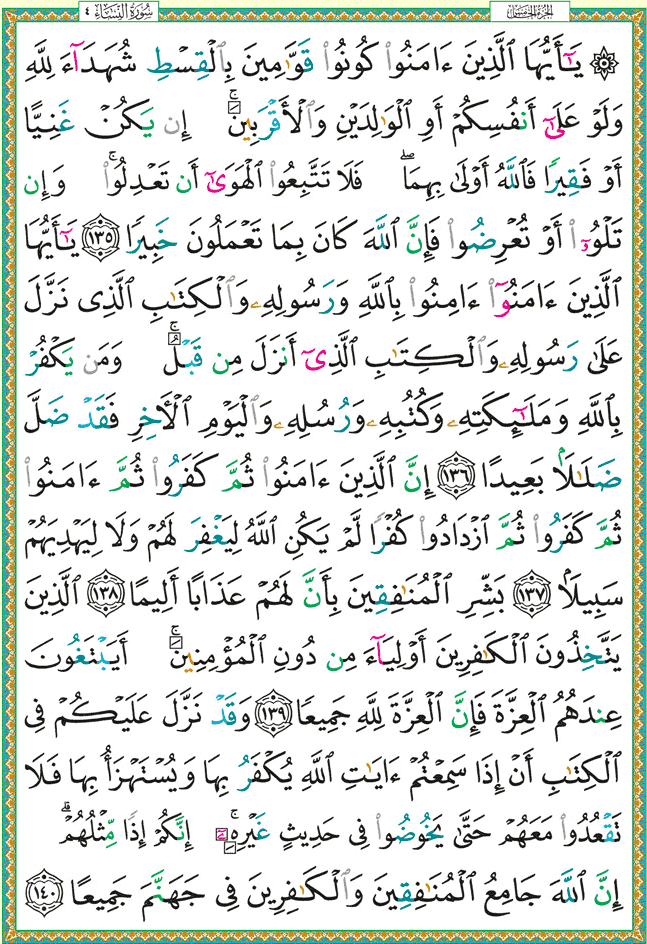 سُورَةُ النِّسَاءِ ٤
الجُزءُ الخَامِسُ
۞ يَـٰٓأَيُّهَا ٱلَّذِينَ ءَامَنُوا۟ كُونُوا۟ قَوَّٰمِينَ بِٱلْقِسْطِ شُهَدَآءَ لِلَّهِ
وَلَوْ عَلَىٰٓ أَنفُسِكُمْ أَوِ ٱلْوَٰلِدَيْنِ وَٱلْأَقْرَبِينَ ۚ إِن يَكُنْ غَنِيًّا
أَوْ فَقِيرًا فَٱللَّهُ أَوْلَىٰ بِهِمَا ۖ فَلَا تَتَّبِعُوا۟ ٱلْهَوَىٰٓ أَن تَعْدِلُوا۟ ۚ وَإِن
تَلْوُۥٓا۟ أَوْ تُعْرِضُوا۟ فَإِنَّ ٱللَّهَ كَانَ بِمَا تَعْمَلُونَ خَبِيرًا ١٣٥ يَـٰٓأَيُّهَا
ٱلَّذِينَ ءَامَنُوٓا۟ ءَامِنُوا۟ بِٱللَّهِ وَرَسُولِهِۦ وَٱلْكِتَـٰبِ ٱلَّذِى نَزَّلَ
عَلَىٰ رَسُولِهِۦ وَٱلْكِتَـٰبِ ٱلَّذِىٓ أَنزَلَ مِن قَبْلُ ۚ وَمَن يَكْفُرْ
بِٱللَّهِ وَمَلَـٰٓئِكَتِهِۦ وَكُتُبِهِۦ وَرُسُلِهِۦ وَٱلْيَوْمِ ٱلْـَٔاخِرِ فَقَدْ ضَلَّ
ضَلَـٰلًۢا بَعِيدًا ١٣٦ إِنَّ ٱلَّذِينَ ءَامَنُوا۟ ثُمَّ كَفَرُوا۟ ثُمَّ ءَامَنُوا۟
ثُمَّ كَفَرُوا۟ ثُمَّ ٱزْدَادُوا۟ كُفْرًا لَّمْ يَكُنِ ٱللَّهُ لِيَغْفِرَ لَهُمْ وَلَا لِيَهْدِيَهُمْ
سَبِيلًۢا ١٣٧ بَشِّرِ ٱلْمُنَـٰفِقِينَ بِأَنَّ لَهُمْ عَذَابًا أَلِيمًا ١٣٨ ٱلَّذِينَ
يَتَّخِذُونَ ٱلْكَـٰفِرِينَ أَوْلِيَآءَ مِن دُونِ ٱلْمُؤْمِنِينَ ۚ أَيَبْتَغُونَ
عِندَهُمُ ٱلْعِزَّةَ فَإِنَّ ٱلْعِزَّةَ لِلَّهِ جَمِيعًا ١٣٩ وَقَدْ نَزَّلَ عَلَيْكُمْ فِى
ٱلْكِتَـٰبِ أَنْ إِذَا سَمِعْتُمْ ءَايَـٰتِ ٱللَّهِ يُكْفَرُ بِهَا وَيُسْتَهْزَأُ بِهَا فَلَا
تَقْعُدُوا۟ مَعَهُمْ حَتَّىٰ يَخُوضُوا۟ فِى حَدِيثٍ غَيْرِهِۦٓ ۚ إِنَّكُمْ إِذًا مِّثْلُهُمْ ۗ
إِنَّ ٱللَّهَ جَامِعُ ٱلْمُنَـٰفِقِينَ وَٱلْكَـٰفِرِينَ فِى جَهَنَّمَ جَمِيعًا ١٤٠